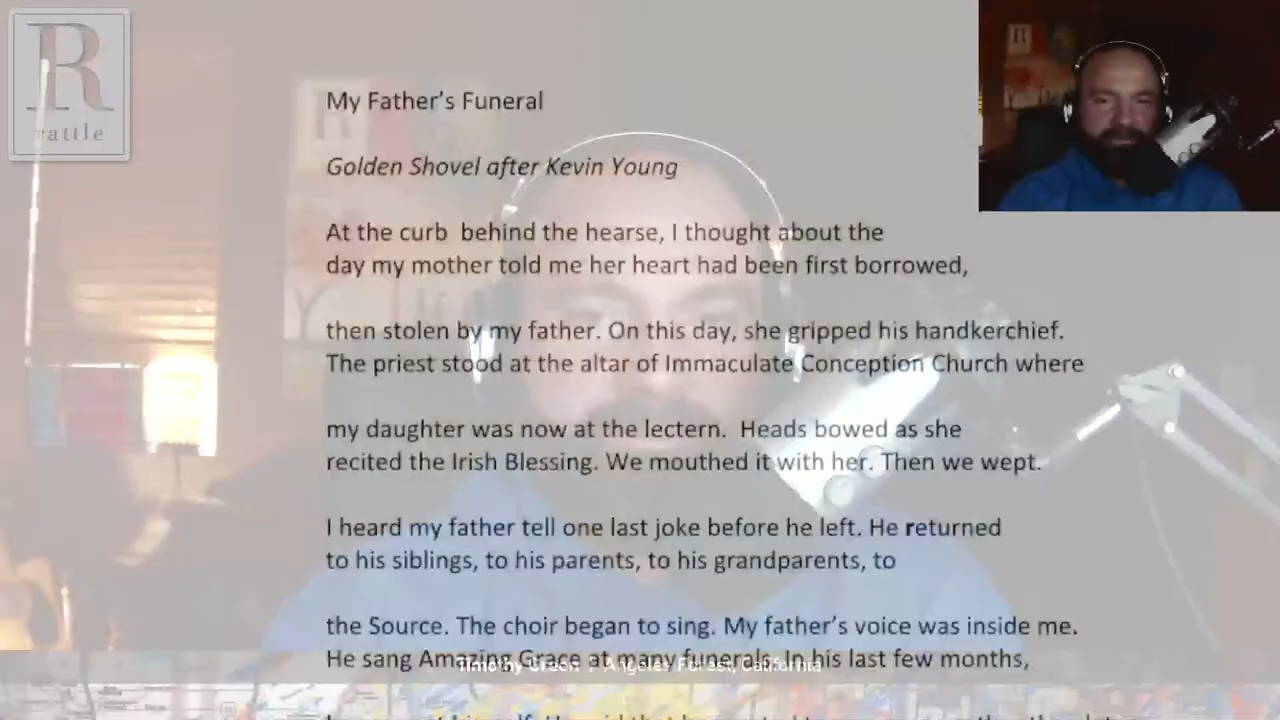 R
rattle
My Father's Funeral
Golden Shovel after Kevin Young
At the curb  behind the hearse, I thought about the
day my mother told me her heart had been first borrowed,
then stolen by my father. On this day, she gripped his handkerchief.
The priest stood at the altar of Immaculate Conception Church where
my daughter was now at the lectern.  Heads bowed as she
recited the Irish Blessing. We mouthed it with her. Then we wept.
I heard my father tell one last joke before he left. He returned
to his siblings, to his parents, to his grandparents, to
the Source. The choir began to sing. My father's voice was inside me.
He sang Amazing Grace at many funerals. In his last few months,
Timothy Green / Angeles Forest, California